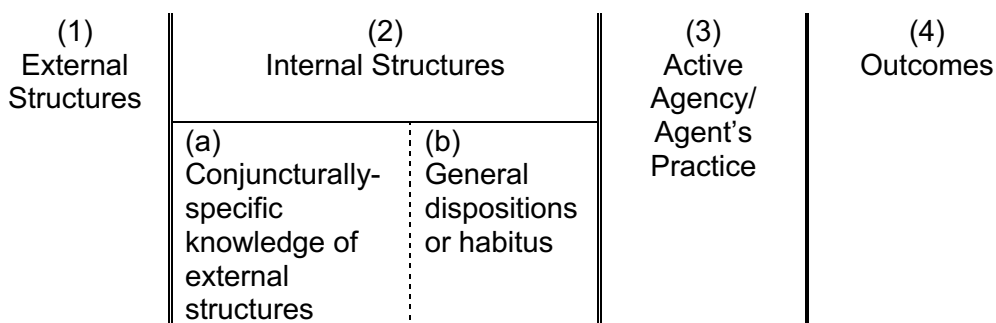 (1)
External
Structures
(2)
Internal Structures
(a)
Conjuncturally-
specific
knowledge of
external
structures
(b)
General
dispositions
or habitus
(3)
Active
Agency/
Agent's
Practice
(4)
Outcomes